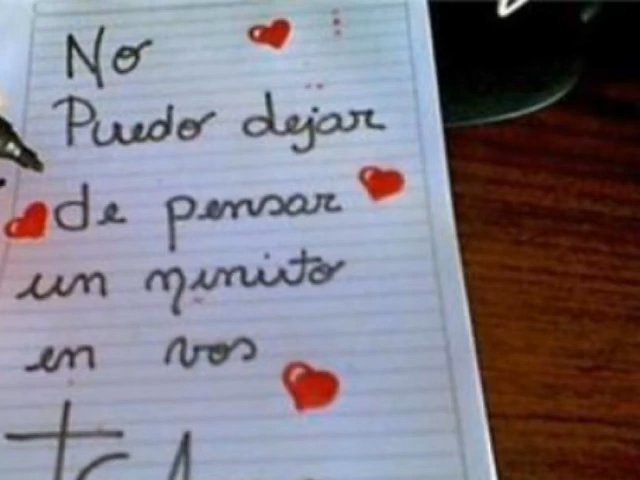 No
Puedo dejar
de pensar
un minuto
en vos